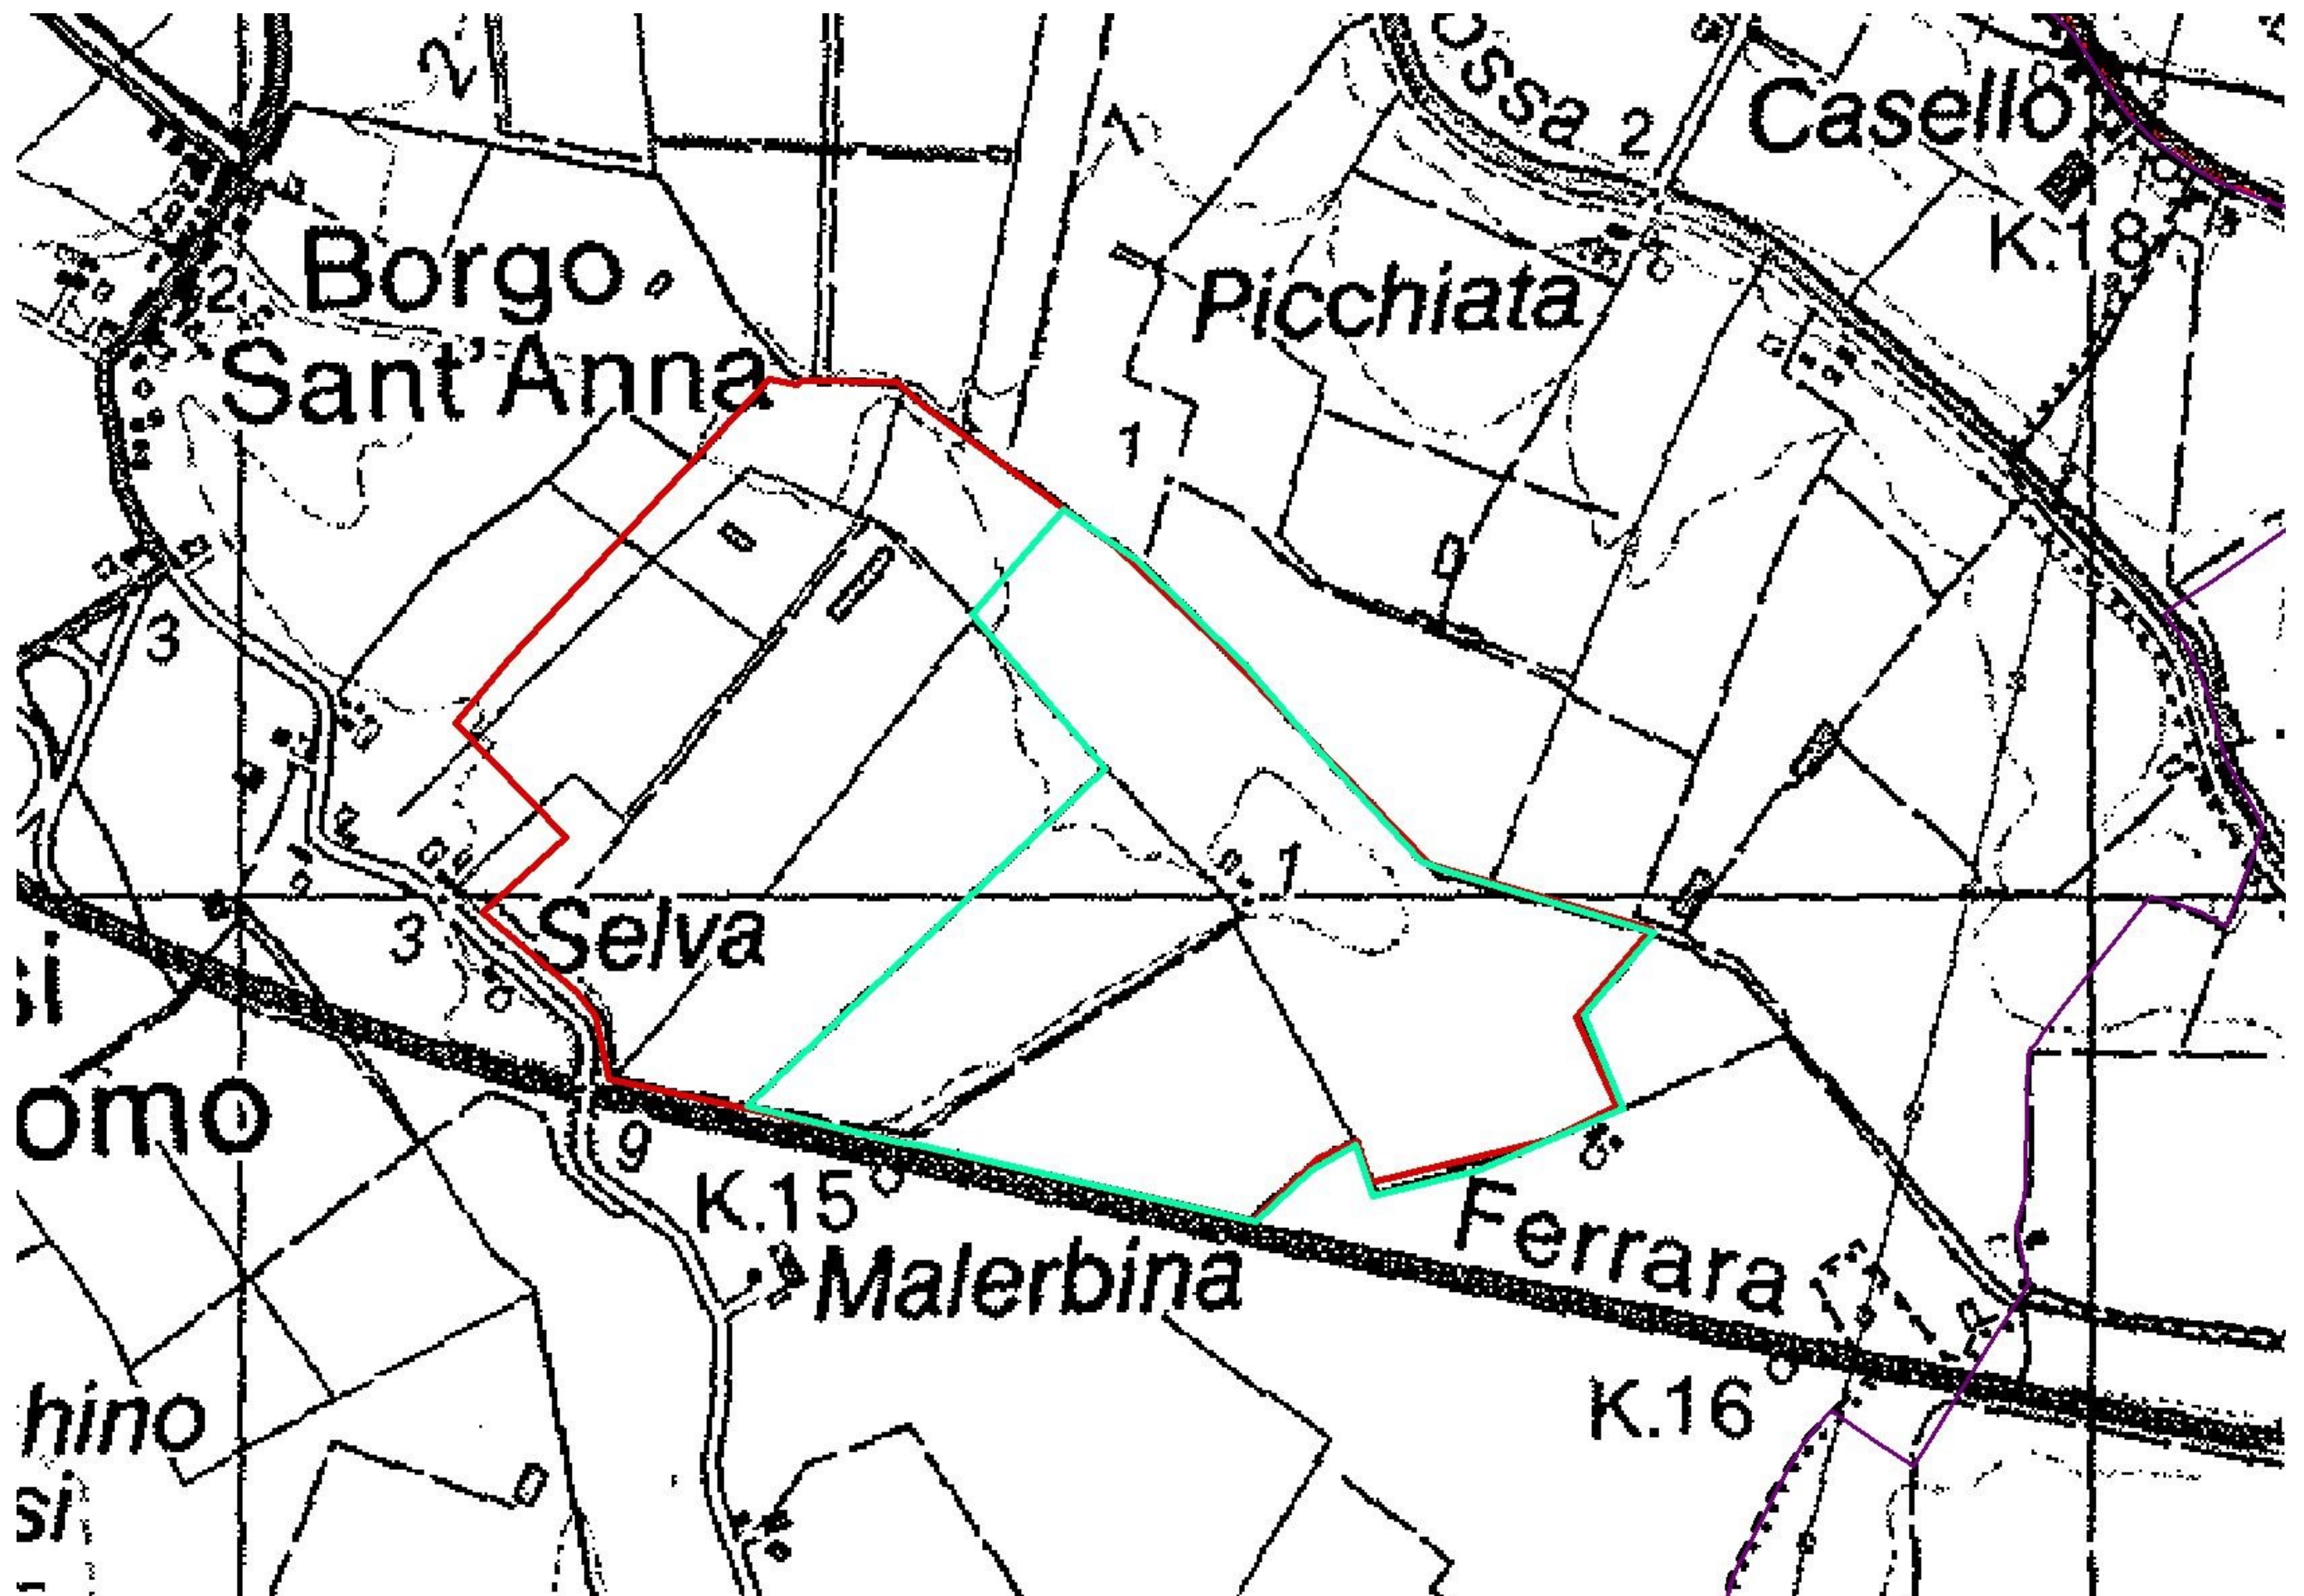 2
ossa
2
Casello
K.18
Borgo
Sant'Anna
2
Picchiata
1
3
1
3
Selva
omo
9
K.15
Malerbina
Ferrara
K.16
hino
si